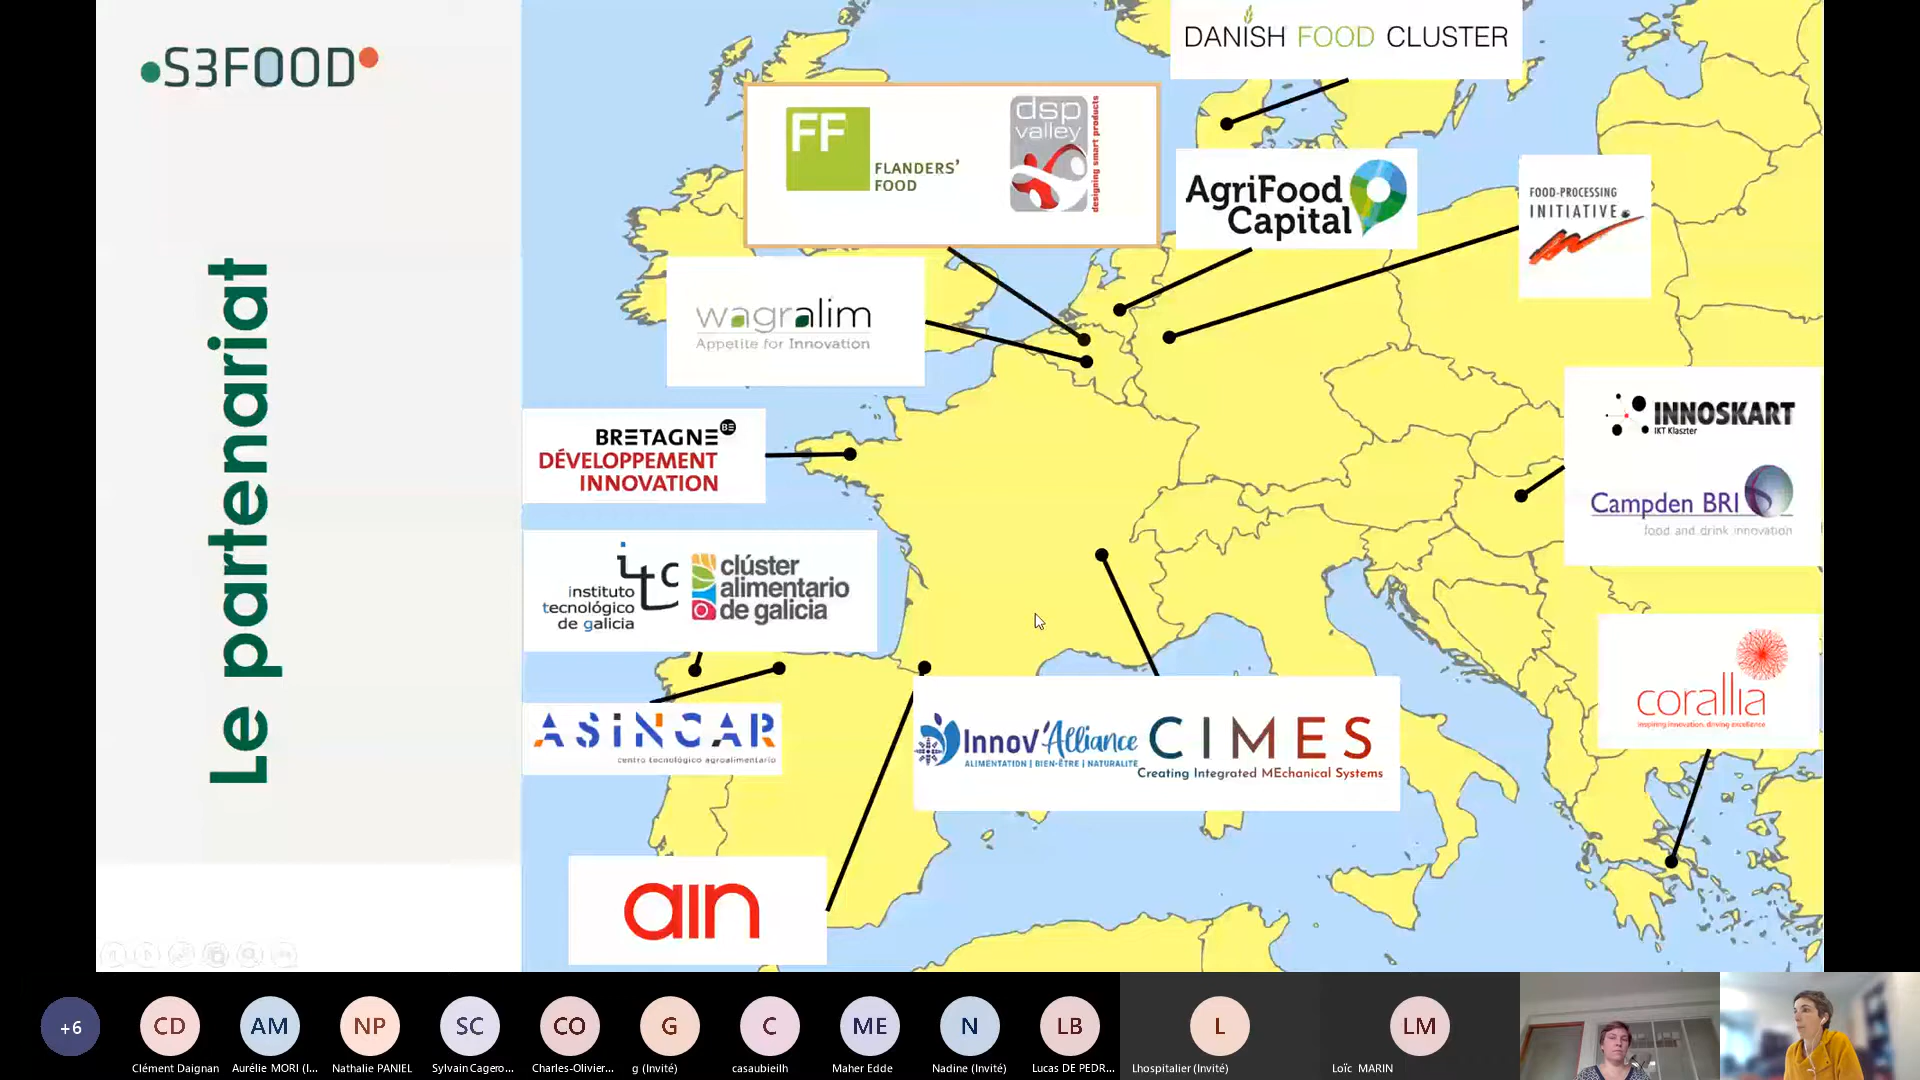 S3FOOD
Le partenariat
DANISH FOOD CLUSTER
FF
FLANDERS'
FOOD
dsp
valley
designing smart products
AgriFood
Capital
FOOD-PROCESSING
INITIATIVE
wagralim
Appetite for Innovation
BRETAGNE
BE
DÉVELOPPEMENT
INNOVATION
INNOSKART
IKT Klaszter
Campden BRI
food and drink innovation
itc
instituto
tecnológico
de galicia
clúster
alimentario
de galicia
corallia
inspiring innovation, driving excellence
ASINCAR
centro tecnológico agroalimentario
Innov'Alliance
ALIMENTATION | BIEN-ÊTRE | NATURALITÉ
CIMES
Creating Integrated MEchanical Systems
ain
+6
CD
AM
NP
SC
CO
G
C
ME
N
LB
L
LM
Clément Daignan
Aurélie MORI (I...
Nathalie PANIEL
Sylvain Cagero...
Charles-Olivier...
g (Invité)
casaubieilh
Maher Edde
Nadine (Invité)
Lucas DE PEDR...
Lhospitalier (Invité)
Loïc MARIN